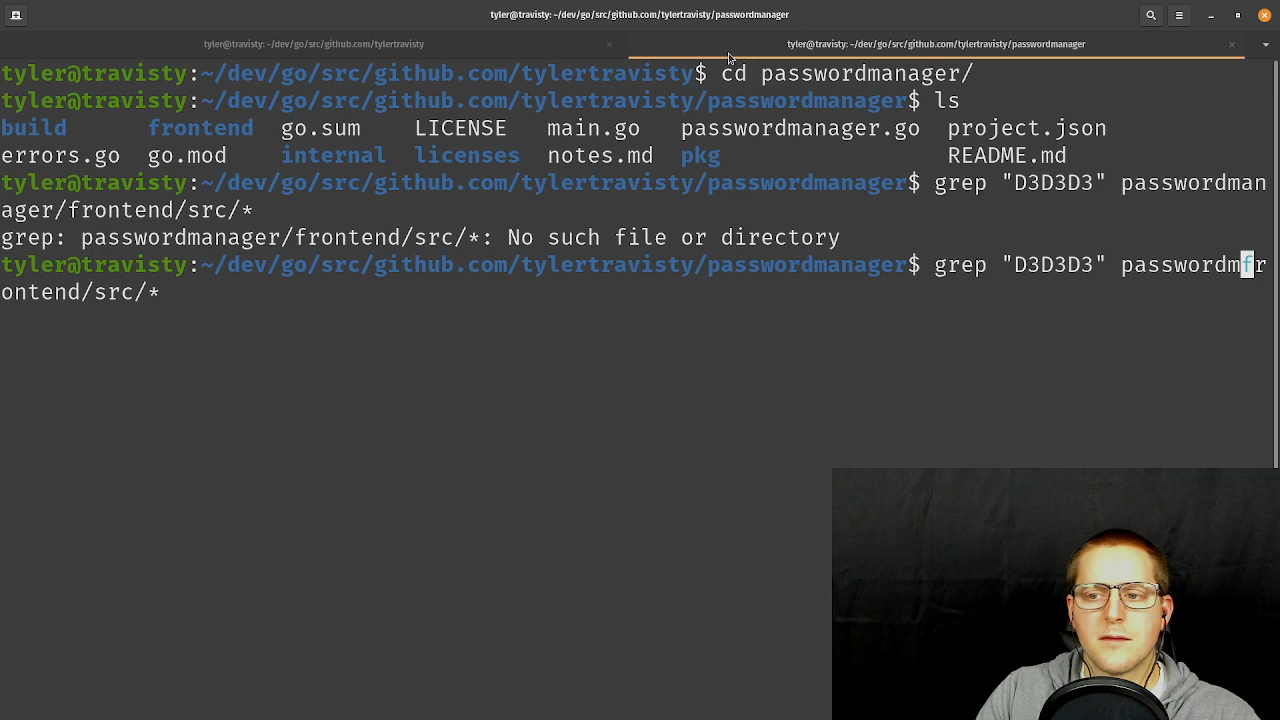 tyler@travisty: ~/dev/go/src/github.com/tylertravisty/passwordmanager
tyler@travisty: ~/dev/go/src/github.com/tylertravisty
tyler@travisty: ~/dev/go/src/github.com/tylertravisty/passwordmanager
tyler@travisty:~/dev/go/src/github.com/tylertravisty$ cd passwordmanager/
tyler@travisty:~/dev/go/src/github.com/tylertravisty/passwordmanager$ ls
build frontend go.sum LICENSE main.go passwordmanager.go project.json
errors.go go.mod internal licenses notes.md pkg README.md
tyler@travisty:~/dev/go/src/github.com/tylertravisty/passwordmanager$ grep "D3D3D3" passwordman
ager/frontend/src/*
grep: passwordmanager/frontend/src/*: No such file or directory
tyler@travisty:~/dev/go/src/github.com/tylertravisty/passwordmanager$ grep "D3D3D3" passwordmfr
ontend/src/*